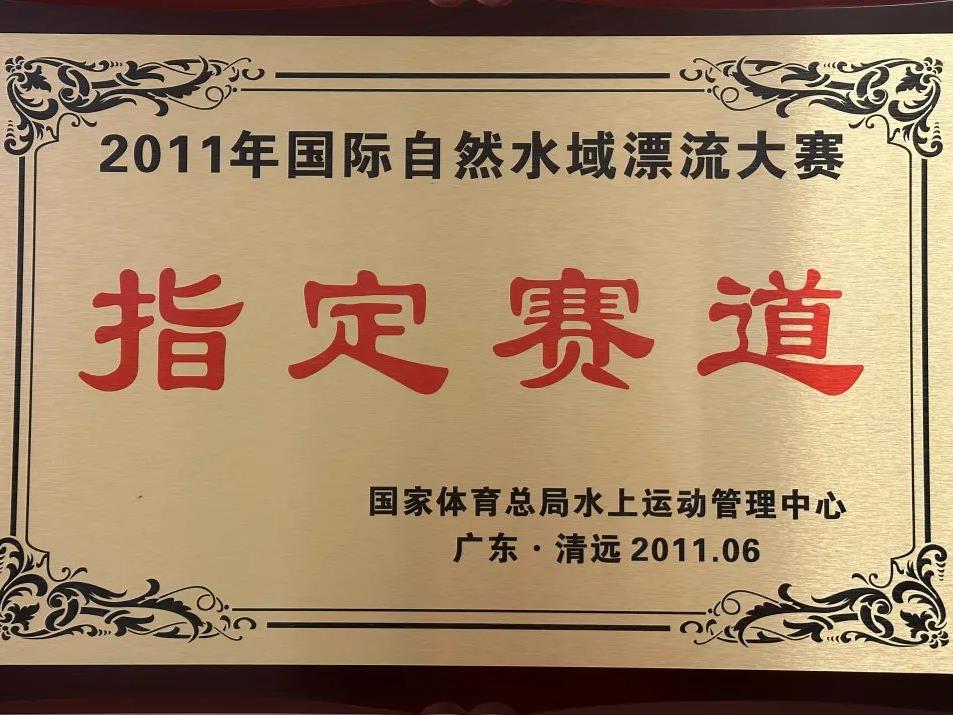 2011年国际自然水域漂流大赛
指定赛道
国家体育总局水上运动管理中心
广东·清远 2011.06